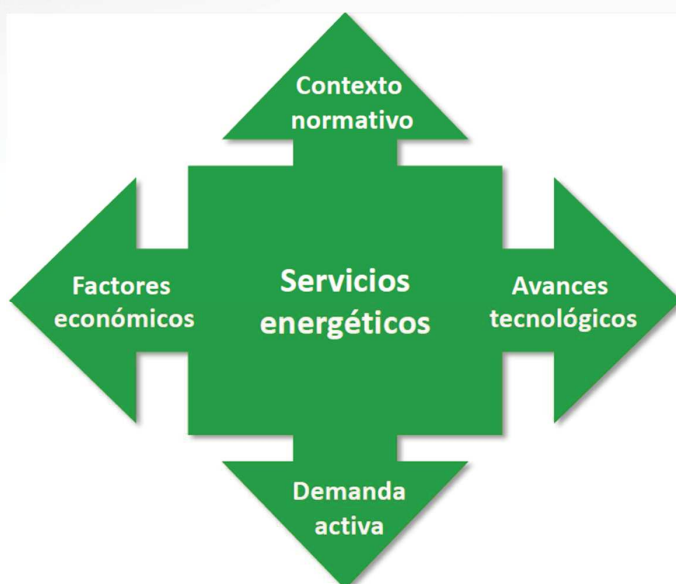 Contexto
normativo
Factores
económicos
Servicios
energéticos
Avances
tecnológicos
Demanda
activa